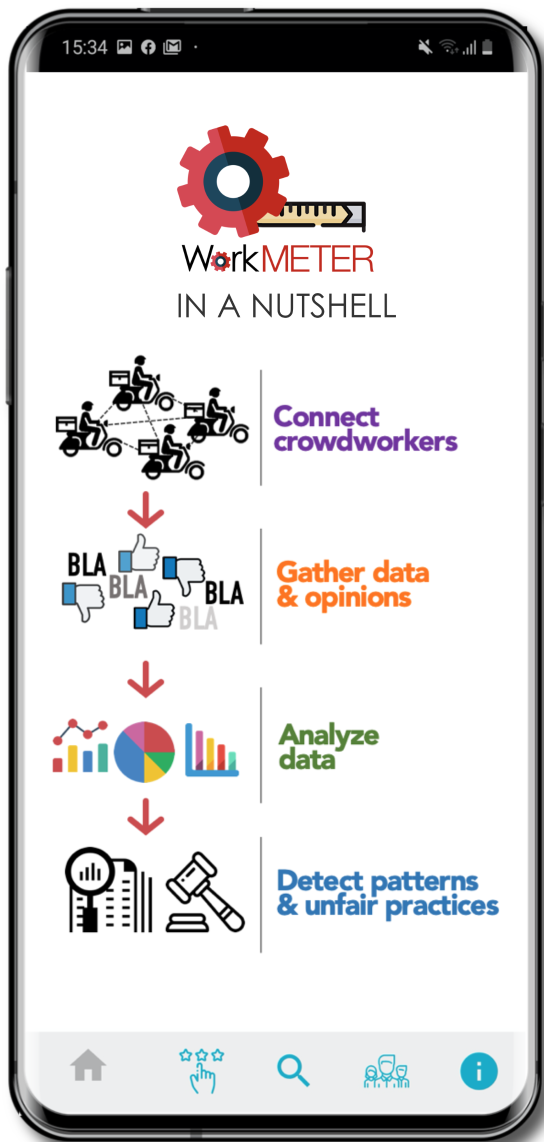 15:34
WorkMETER
IN A NUTSHELL
Connect
crowdworkers
BLA
BLA
BLA
BLA
Gather data
& opinions
Analyze
data
Detect patterns
& unfair practices
i